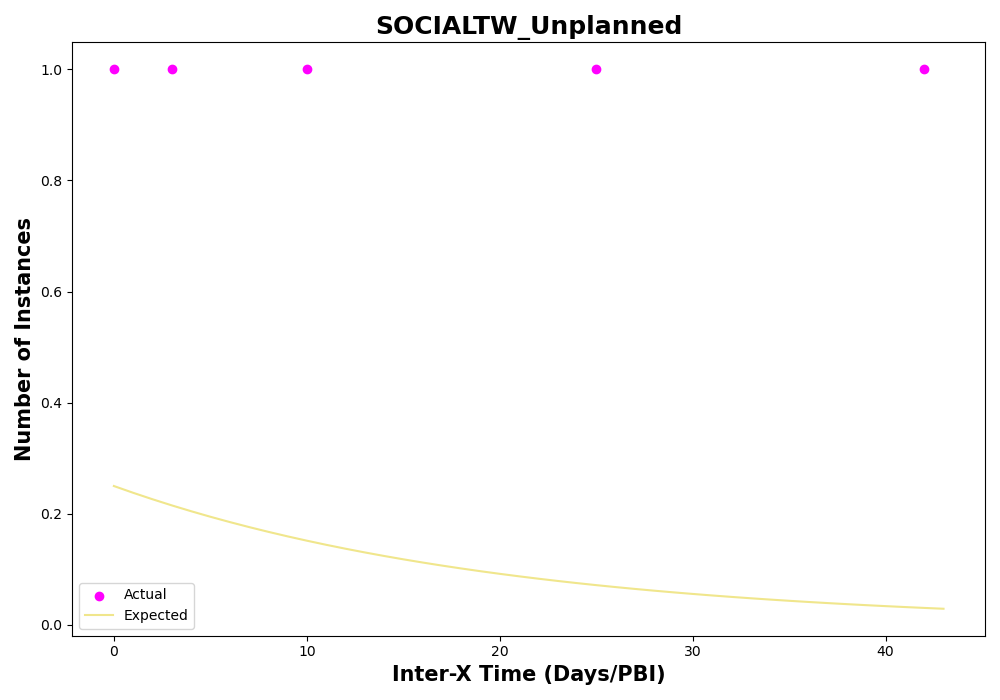 SOCIALTW_Unplanned
Number of Instances
1.0
0.8
0.6
0.4
0.2
0.0
Actual
Expected
0 10 20 30 40
Inter-X Time (Days/PBI)